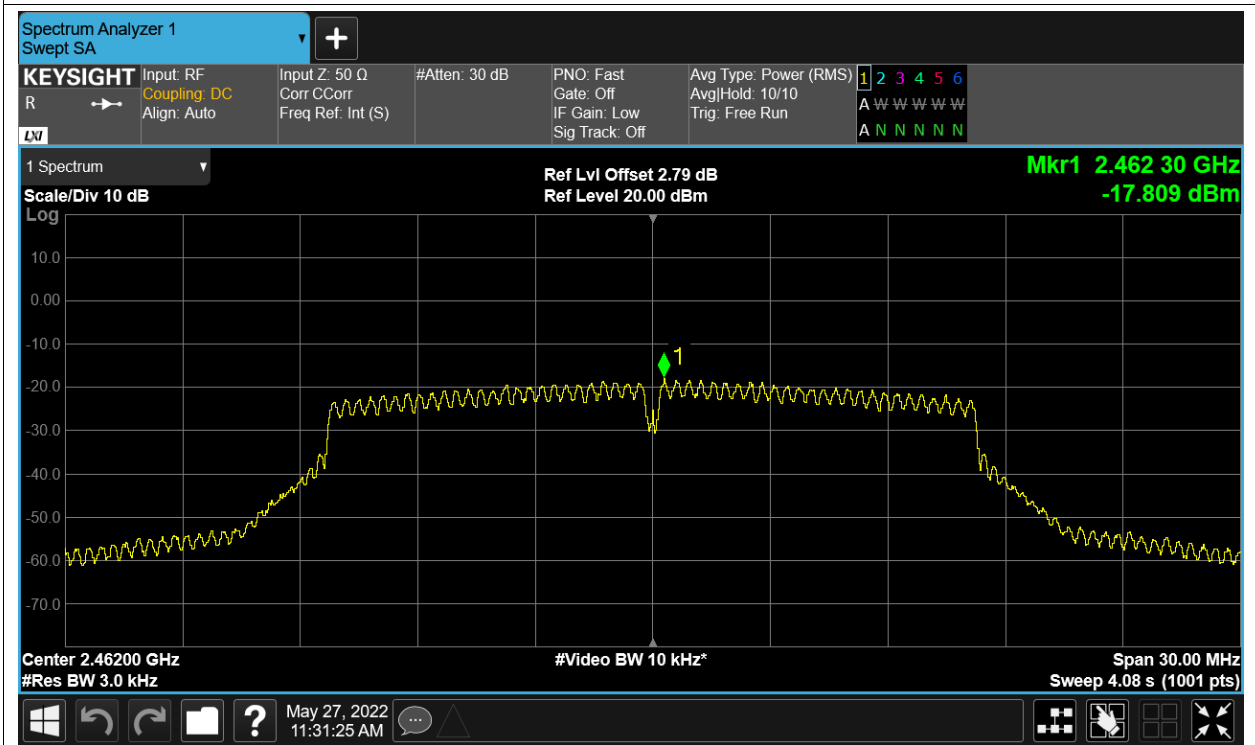 Spectrum Analyzer 1
Swept SA
KEYSIGHT
R
LXI
Input: RF
Coupling: DC
Align: Auto
Input Z: 50 Ω
Corr CCorr
Freq Ref: Int (S)
#Atten: 30 dB
PNO: Fast
Gate: Off
IF Gain: Low
Sig Track: Off
Avg Type: Power (RMS)
Avg|Hold: 10/10
Trig: Free Run
1 2 3 4 5 6
A W W W W W
A N N N N N
1 Spectrum
Scale/Div 10 dB
Ref Lvl Offset 2.79 dB
Ref Level 20.00 dBm
Mkr1 2.462 30 GHz
-17.809 dBm
Log
10.0
0.00
-10.0
-20.0
-30.0
-40.0
-50.0
-60.0
-70.0
1
Center 2.46200 GHz
#Res BW 3.0 kHz
#Video BW 10 kHz*
Span 30.00 MHz
Sweep 4.08 s (1001 pts)
?
May 27, 2022
11:31:25 AM